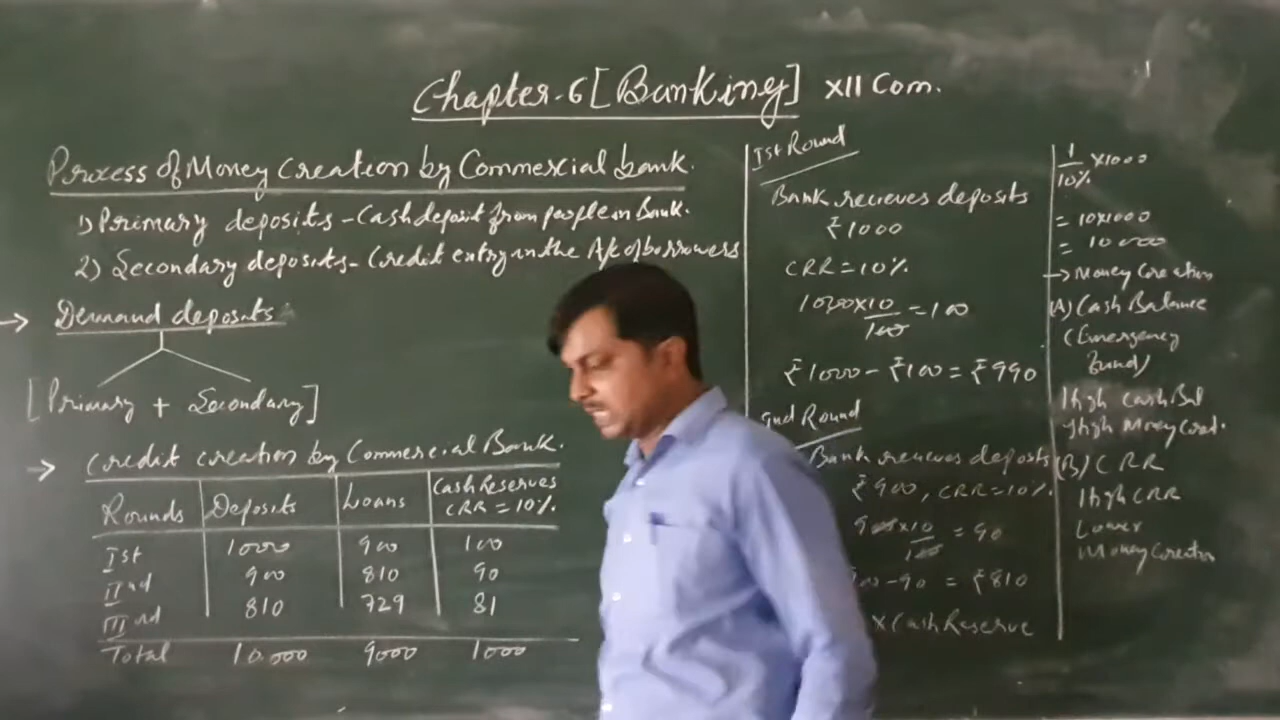 Chapter-6 [Banking] XII Com.
Process of Money Creation by Commercial bank.
1) Primary deposits - Cash deposit from people in Bank.
2) Secondary deposits - Credit entry in the A/c of borrowers
→ Demand deposits
[Primary + Secondary]
→ Credit creation by Commercial Bank.
Rounds Deposits Loans Cash Reserves CRR = 10%
Ist 1000 900 100
IInd 900 810 90
IIIrd 810 729 81
Total 10,000 9000 1000
Ist Round
Bank recieves deposits
₹1000
CRR = 10%
1000 x 10 / 100 = 100
₹1000 - ₹100 = ₹990
IInd Round
Bank recieves deposits
₹900, CRR = 10%.
900 x 10 / 100 = 90
00 - 90 = ₹810
x Cash Reserve
1 / 10% x 1000
= 10 x 1000
= 10000
→ Money Creation
(A) Cash Balance
(Emergency
Fund)
High Cash Bal
High Money Creat.
(B) CRR
High CRR
Lower
Money Creation